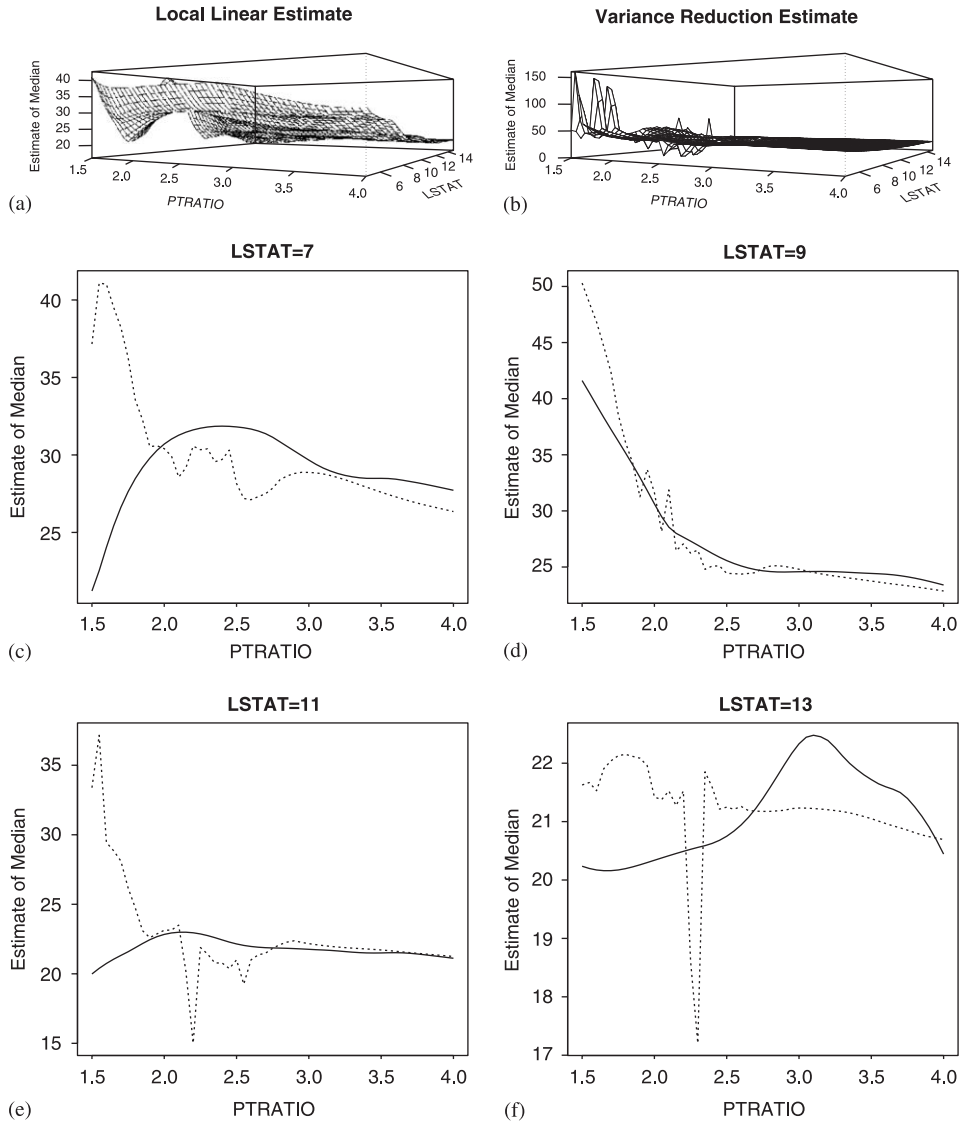 Local Linear Estimate
Estimate of Median
40
35
30
25
20
1.5
2.0
2.5
3.0
3.5
4.0
PTRATIO
6
8
10
12
14
LSTAT
(a)
Variance Reduction Estimate
Estimate of Median
150
100
50
0
1.5
2.0
2.5
3.0
3.5
4.0
PTRATIO
6
8
10
12
14
LSTAT
(b)
LSTAT=7
Estimate of Median
40
35
30
25
1.5 2.0 2.5 3.0 3.5 4.0
PTRATIO
(c)
LSTAT=9
Estimate of Median
50
45
40
35
30
25
1.5 2.0 2.5 3.0 3.5 4.0
PTRATIO
(d)
LSTAT=11
Estimate of Median
35
30
25
20
15
1.5 2.0 2.5 3.0 3.5 4.0
PTRATIO
(e)
LSTAT=13
Estimate of Median
22
21
20
19
18
17
1.5 2.0 2.5 3.0 3.5 4.0
PTRATIO
(f)